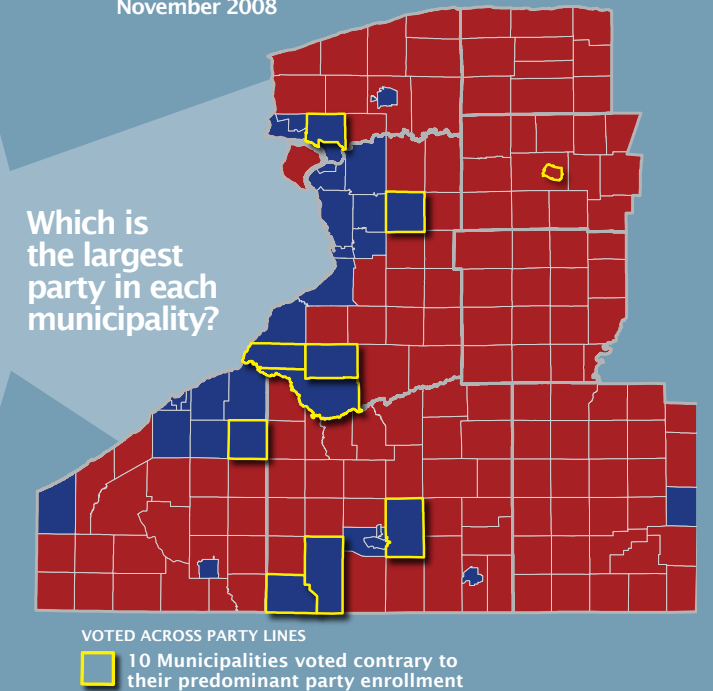 November 2008
Which is
the largest
party in each
municipality?
VOTED ACROSS PARTY LINES
10 Municipalities voted contrary to
their predominant party enrollment